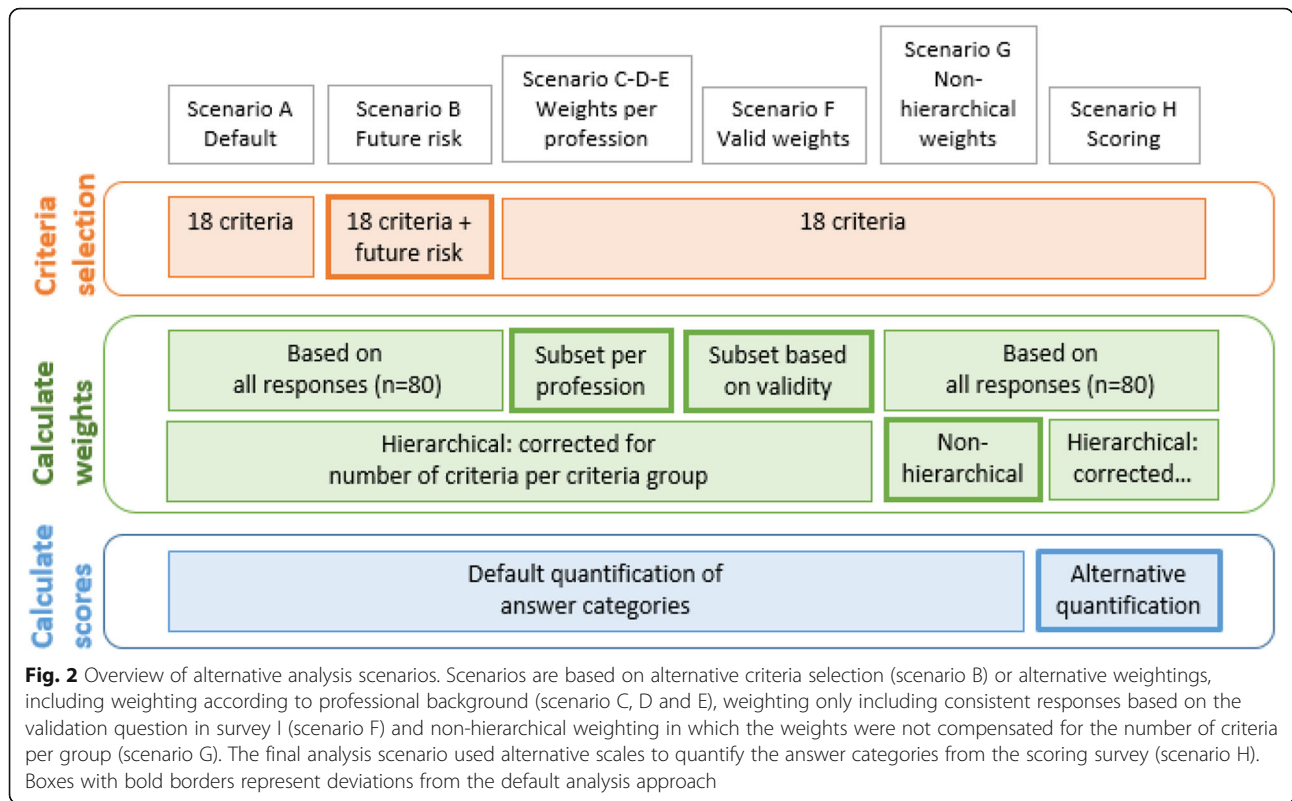 Scenario A
Default
Scenario B
Future risk
Scenario C-D-E
Weights per
profession
Scenario F
Valid weights
Scenario G
Non-
hierarchical
weights
Scenario H
Scoring
Criteria
selection
18 criteria
18 criteria +
future risk
18 criteria
Calculate
weights
Based on
all responses (n=80)
Subset per
profession
Subset based
on validity
Based on
all responses (n=80)
Hierarchical: corrected for
number of criteria per criteria group
Non-
hierarchical
Hierarchical:
corrected...
Calculate
scores
Default quantification of
answer categories
Alternative
quantification
Fig. 2 Overview of alternative analysis scenarios. Scenarios are based on alternative criteria selection (scenario B) or alternative weightings,
including weighting according to professional background (scenario C, D and E), weighting only including consistent responses based on the
validation question in survey I (scenario F) and non-hierarchical weighting in which the weights were not compensated for the number of criteria
per group (scenario G). The final analysis scenario used alternative scales to quantify the answer categories from the scoring survey (scenario H).
Boxes with bold borders represent deviations from the default analysis approach